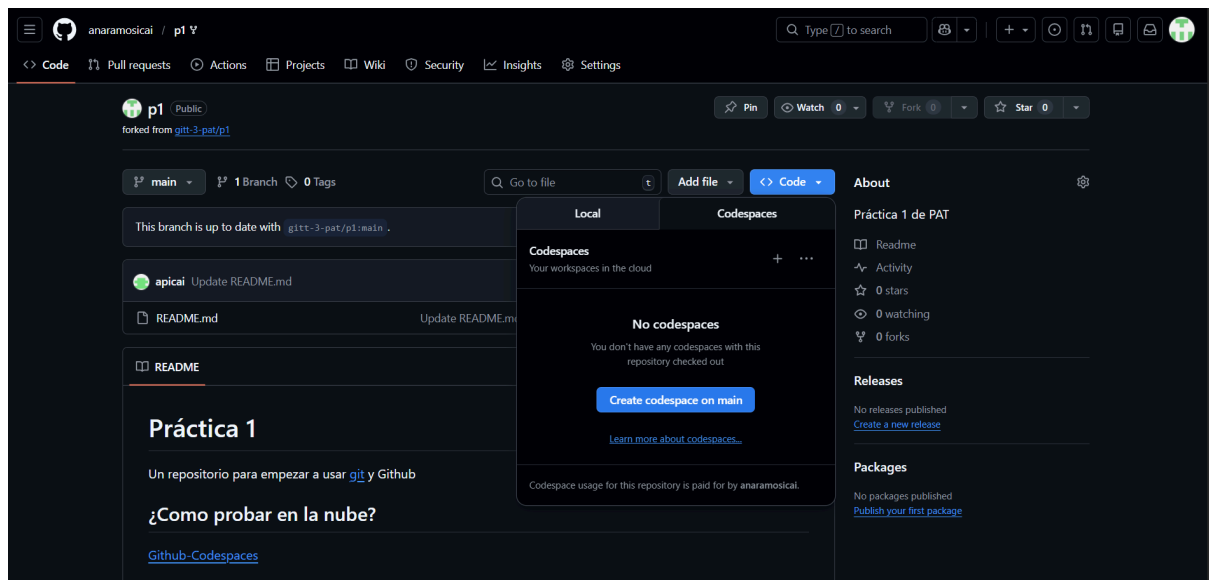 anaramosicai / p1
Type / to search
Code Pull requests Actions Projects Wiki Security Insights Settings
p1 Public
Pin Watch 0 Fork 0 Star 0
forked from gitt-3-pat/p1
main 1 Branch 0 Tags
Go to file t
Add file
Code
This branch is up to date with gitt-3-pat/p1:main .
apicai Update README.md
README.md Update README.m
README
Práctica 1
Un repositorio para empezar a usar git y Github
¿Como probar en la nube?
Github-Codespaces
Local Codespaces
Codespaces
Your workspaces in the cloud
No codespaces
You don't have any codespaces with this
repository checked out
Create codespace on main
Learn more about codespaces...
Codespace usage for this repository is paid for by anaramosicai.
About
Práctica 1 de PAT
Readme
Activity
0 stars
0 watching
0 forks
Releases
No releases published
Create a new release
Packages
No packages published
Publish your first package